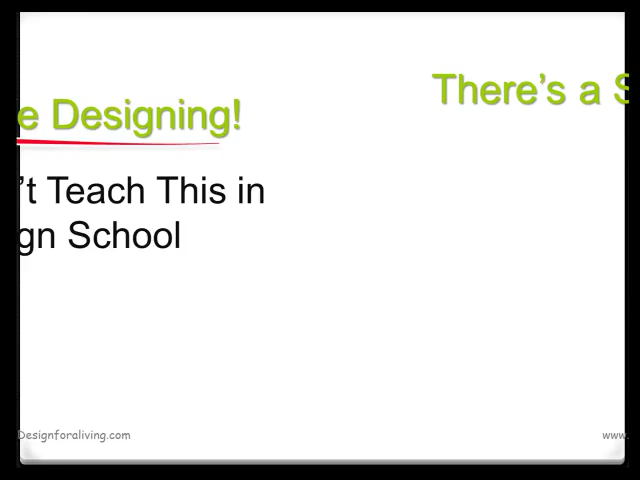 There's a
e Designing!
't Teach This in
gn School
Designforaliving.com
www.